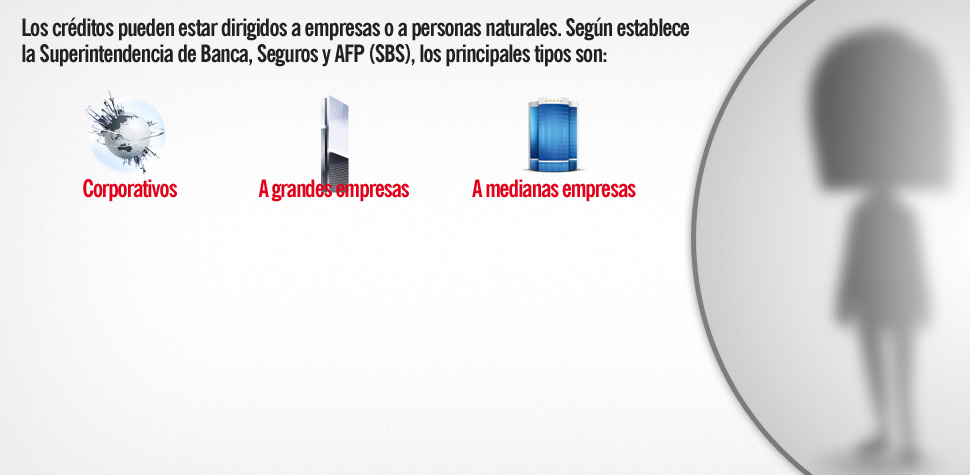 Los créditos pueden estar dirigidos a empresas o a personas naturales. Según establece
la Superintendencia de Banca, Seguros y AFP (SBS), los principales tipos son:
Corporativos
A grandes empresas
A medianas empresas